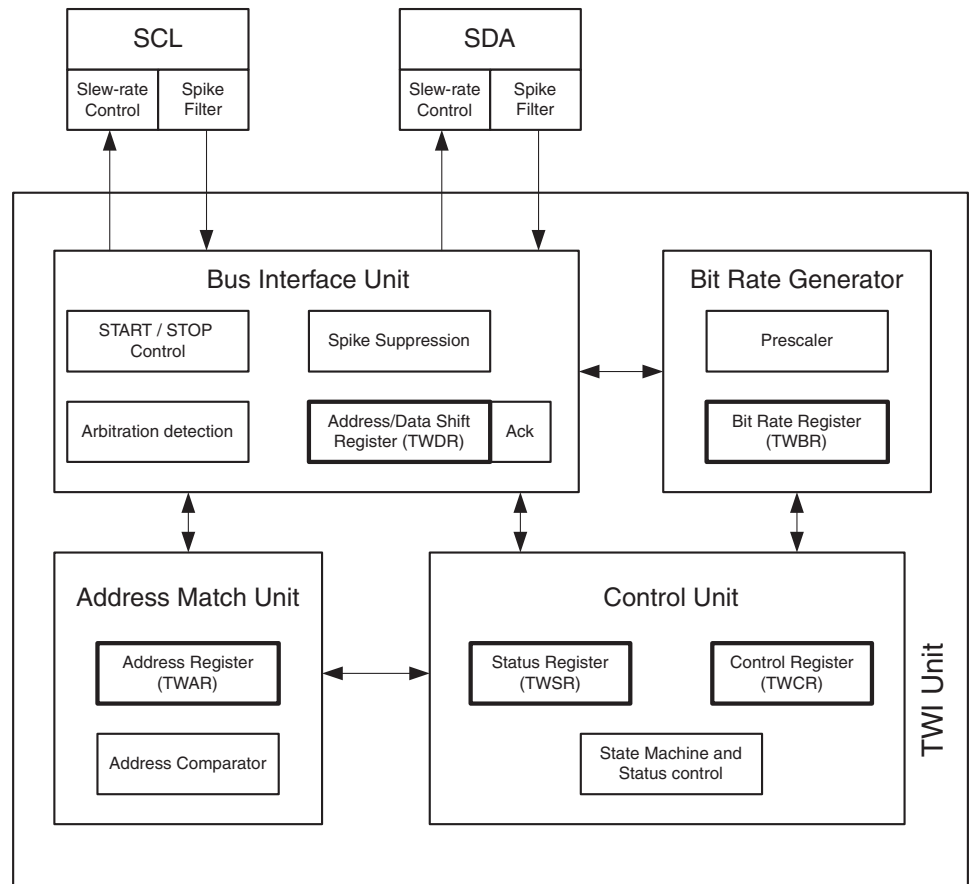 SCL
Slew-rate
Control
Spike
Filter
SDA
Slew-rate
Control
Spike
Filter
Bus Interface Unit
START / STOP
Control
Spike Suppression
Arbitration detection
Address/Data Shift
Register (TWDR)
Ack
Bit Rate Generator
Prescaler
Bit Rate Register
(TWBR)
Address Match Unit
Address Register
(TWAR)
Address Comparator
Control Unit
Status Register
(TWSR)
Control Register
(TWCR)
State Machine and
Status control
TWI Unit